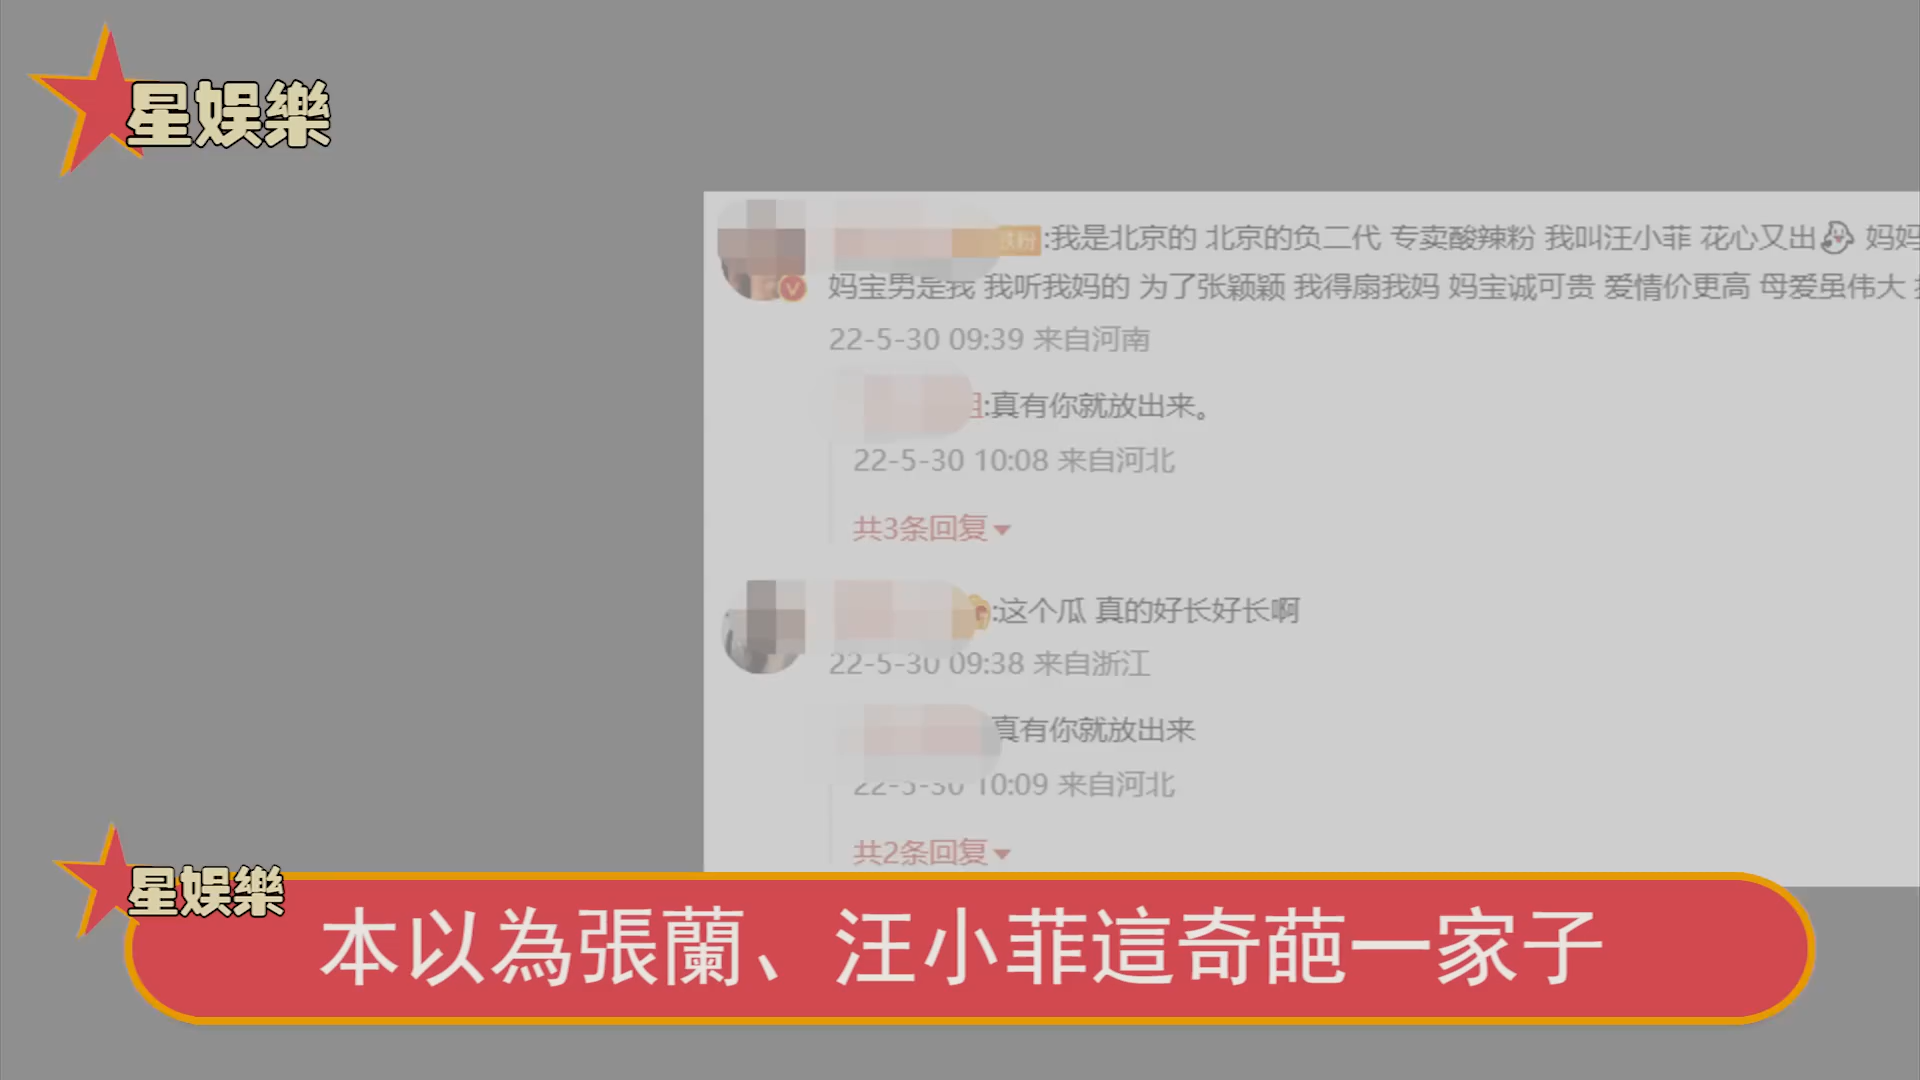 星娱樂
:我是北京的 北京的负二代 专卖酸辣粉 我叫汪小菲 花心又出 妈妈
妈宝男是我 我听我妈的 为了张颖颖 我得扇我妈 妈宝诚可贵 爱情价更高 母爱虽伟大
22-5-30 09:39 来自河南
:真有你就放出来。
22-5-30 10:08 来自河北
共3条回复
:这个瓜 真的好长好长啊
22-5-30 09:38 来自浙江
真有你就放出来
22-5-30 10:09 来自河北
共2条回复
星娱樂
本以為張蘭、汪小菲這奇葩一家子